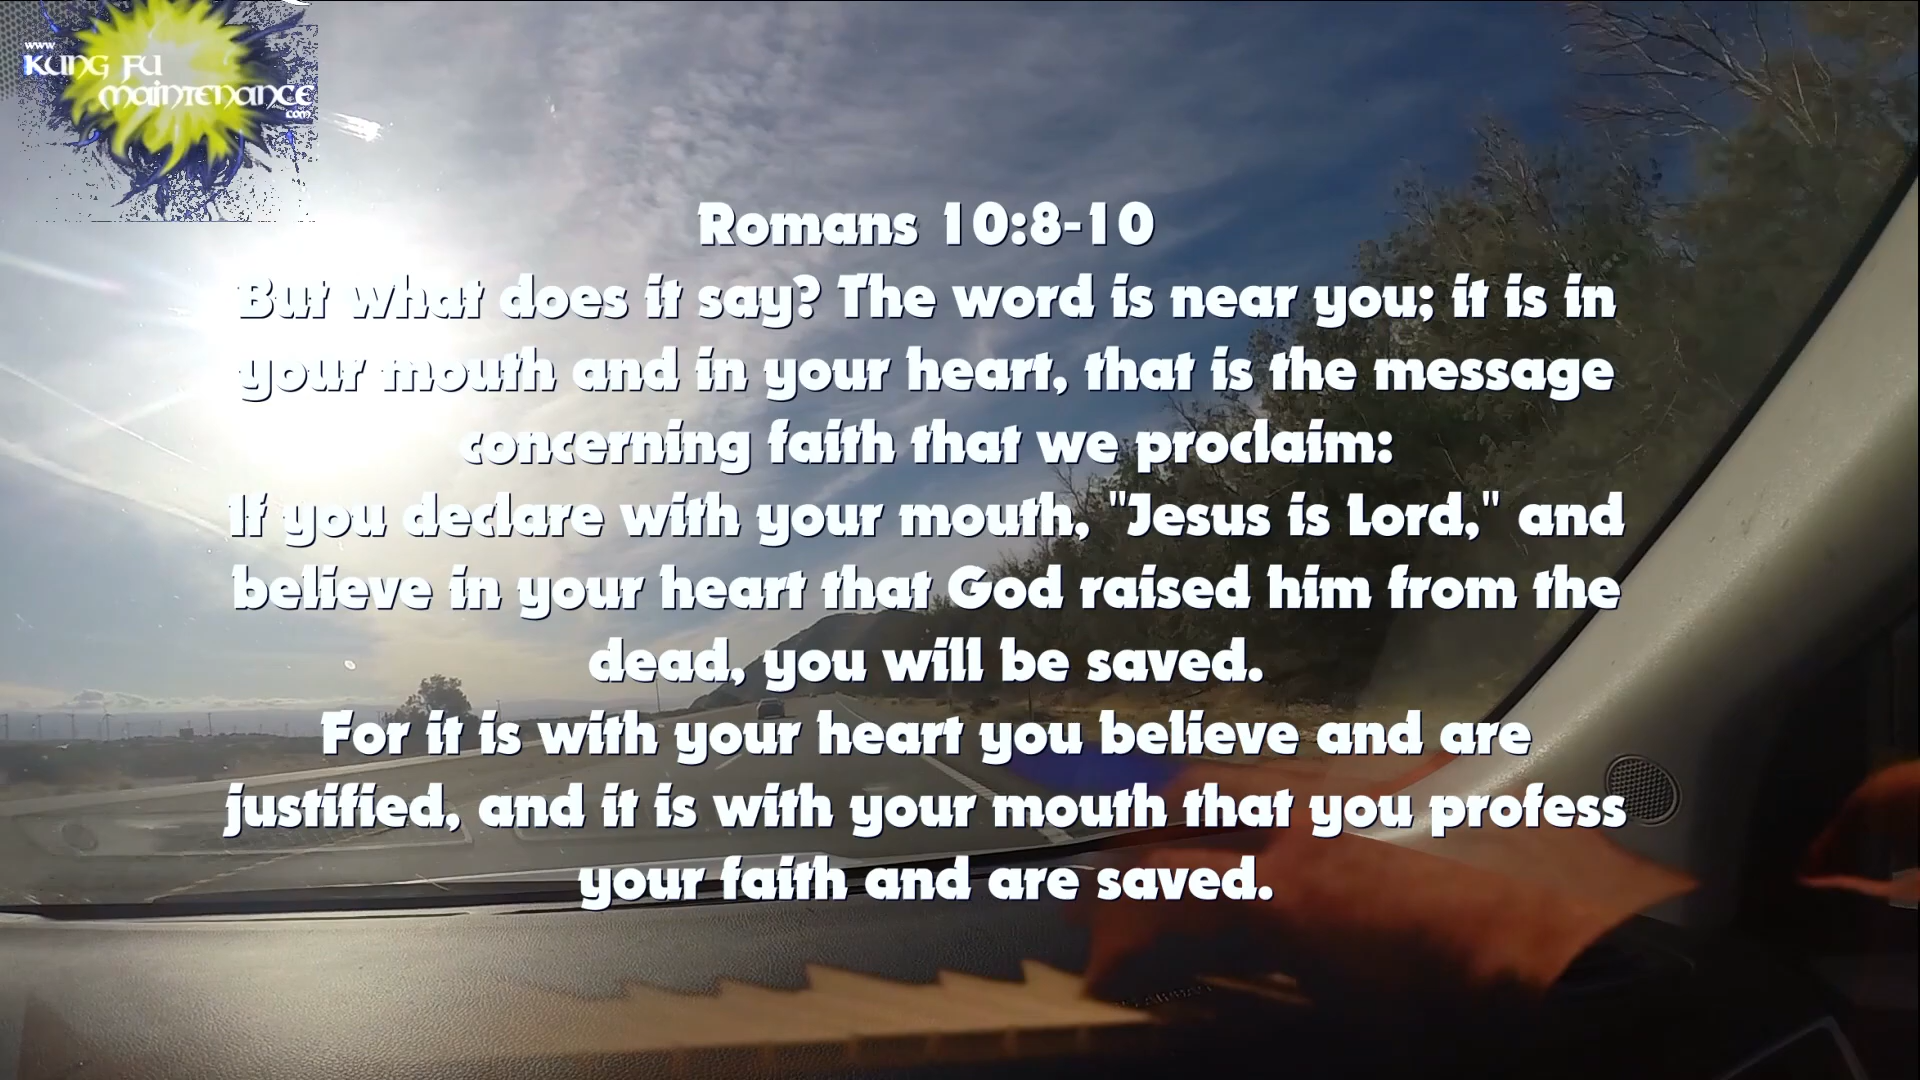 www
Kung Fu
Maintenance
.com
Romans 10:8-10
But what does it say? The word is near you; it is in
your mouth and in your heart, that is the message
concerning faith that we proclaim:
If you declare with your mouth, "Jesus is Lord," and
believe in your heart that God raised him from the
dead, you will be saved.
For it is with your heart you believe and are
justified, and it is with your mouth that you profess
your faith and are saved.